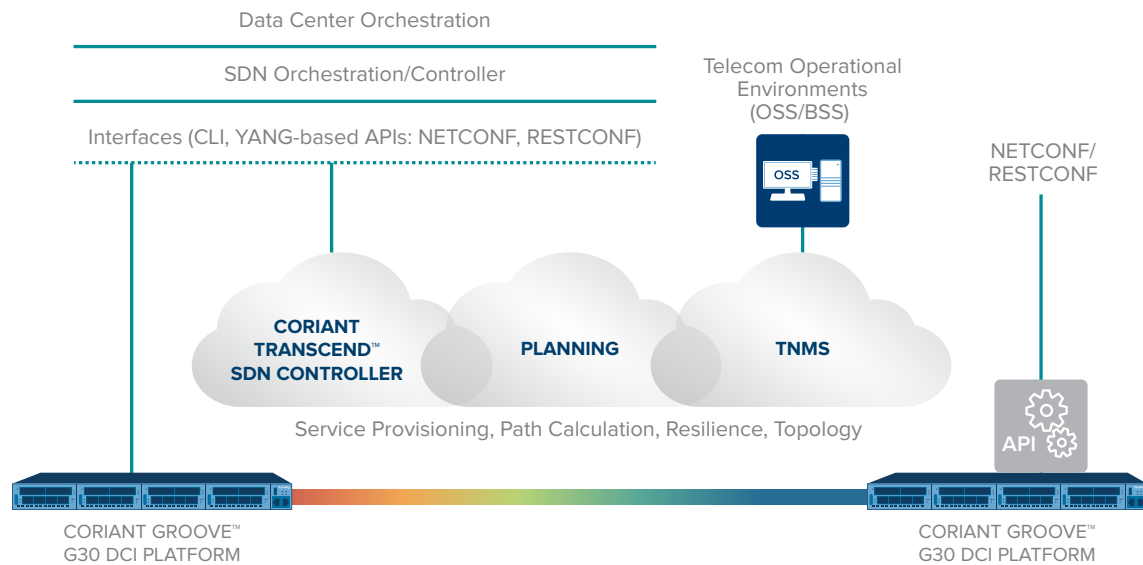 Data Center Orchestration
SDN Orchestration/Controller
Interfaces (CLI, YANG-based APIs: NETCONF, RESTCONF)
Telecom Operational
Environments
(OSS/BSS)
OSS
NETCONF/
RESTCONF
CORIANT
TRANSCEND™
SDN CONTROLLER
PLANNING
TNMS
Service Provisioning, Path Calculation, Resilience, Topology
API
CORIANT GROOVE™
G30 DCI PLATFORM
CORIANT GROOVE™
G30 DCI PLATFORM